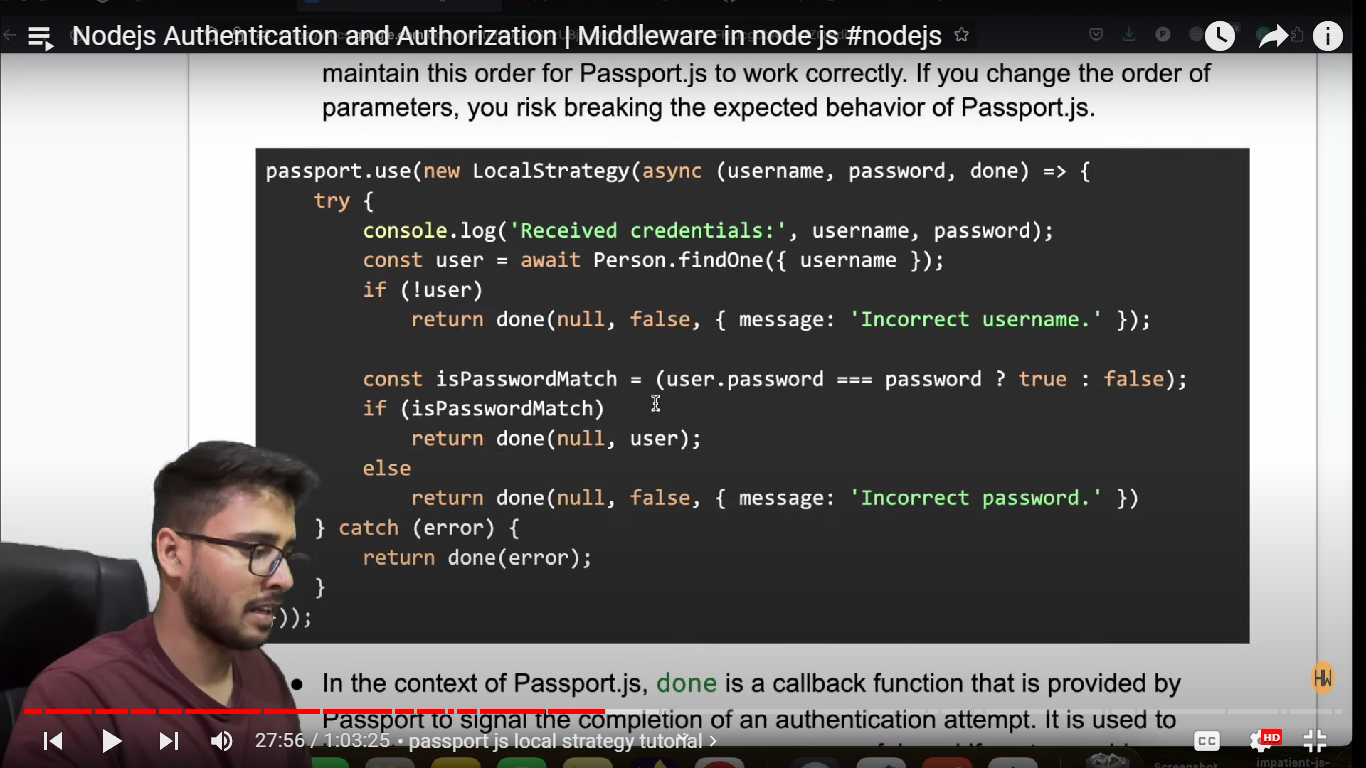 Nodejs Authentication and Authorization | Middleware in node js #nodejs
maintain this order for Passport.js to work correctly. If you change the order of
parameters, you risk breaking the expected behavior of Passport.js.
passport.use(new LocalStrategy(async (username, password, done) => {
try {
console.log('Received credentials:', username, password);
const user = await Person.findOne({ username });
if (!user)
return done(null, false, { message: 'Incorrect username.' });
const isPasswordMatch = (user.password === password ? true : false);
if (isPasswordMatch)
return done(null, user);
else
return done(null, false, { message: 'Incorrect password.' })
} catch (error) {
return done(error);
}
}));
● In the context of Passport.js, done is a callback function that is provided by
Passport to signal the completion of an authentication attempt. It is used to
HW
27:56 / 1:03:25 • passport js local strategy tutorial >
CC
HD
Screenshot
impatient-js-